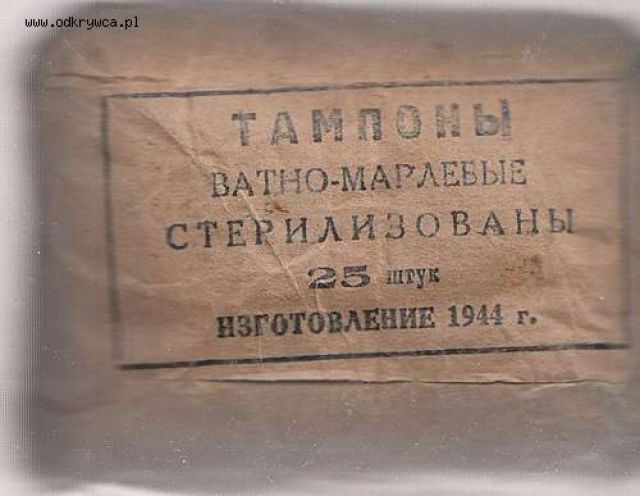 www.odkrywca.pl
ТАМПОНЫ
ВАТНО-МАРЛЕВЫЕ
СТЕРИЛИЗОВАНЫ
25 штук
ИЗГОТОВЛЕНИЕ 1944 г.